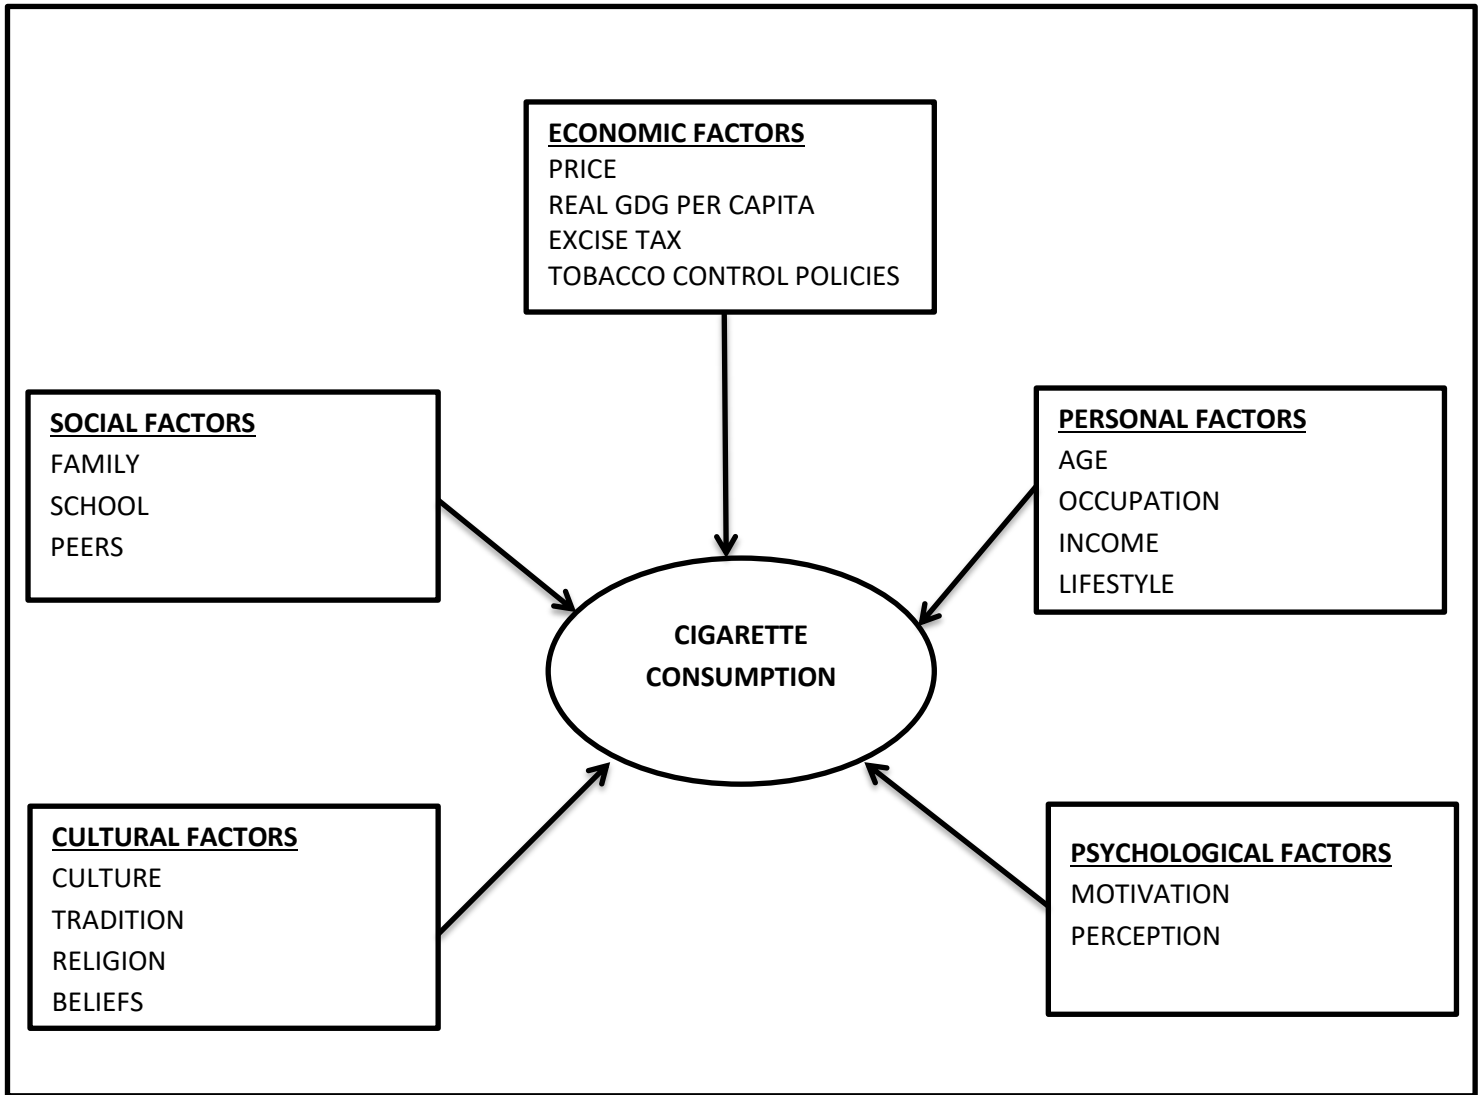 ECONOMIC FACTORS
PRICE
REAL GDG PER CAPITA
EXCISE TAX
TOBACCO CONTROL POLICIES
SOCIAL FACTORS
FAMILY
SCHOOL
PEERS
PERSONAL FACTORS
AGE
OCCUPATION
INCOME
LIFESTYLE
CIGARETTE
CONSUMPTION
CULTURAL FACTORS
CULTURE
TRADITION
RELIGION
BELIEFS
PSYCHOLOGICAL FACTORS
MOTIVATION
PERCEPTION